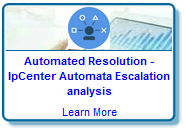 Automated Resolution -
IpCenter Automata Escalation
analysis
Learn More